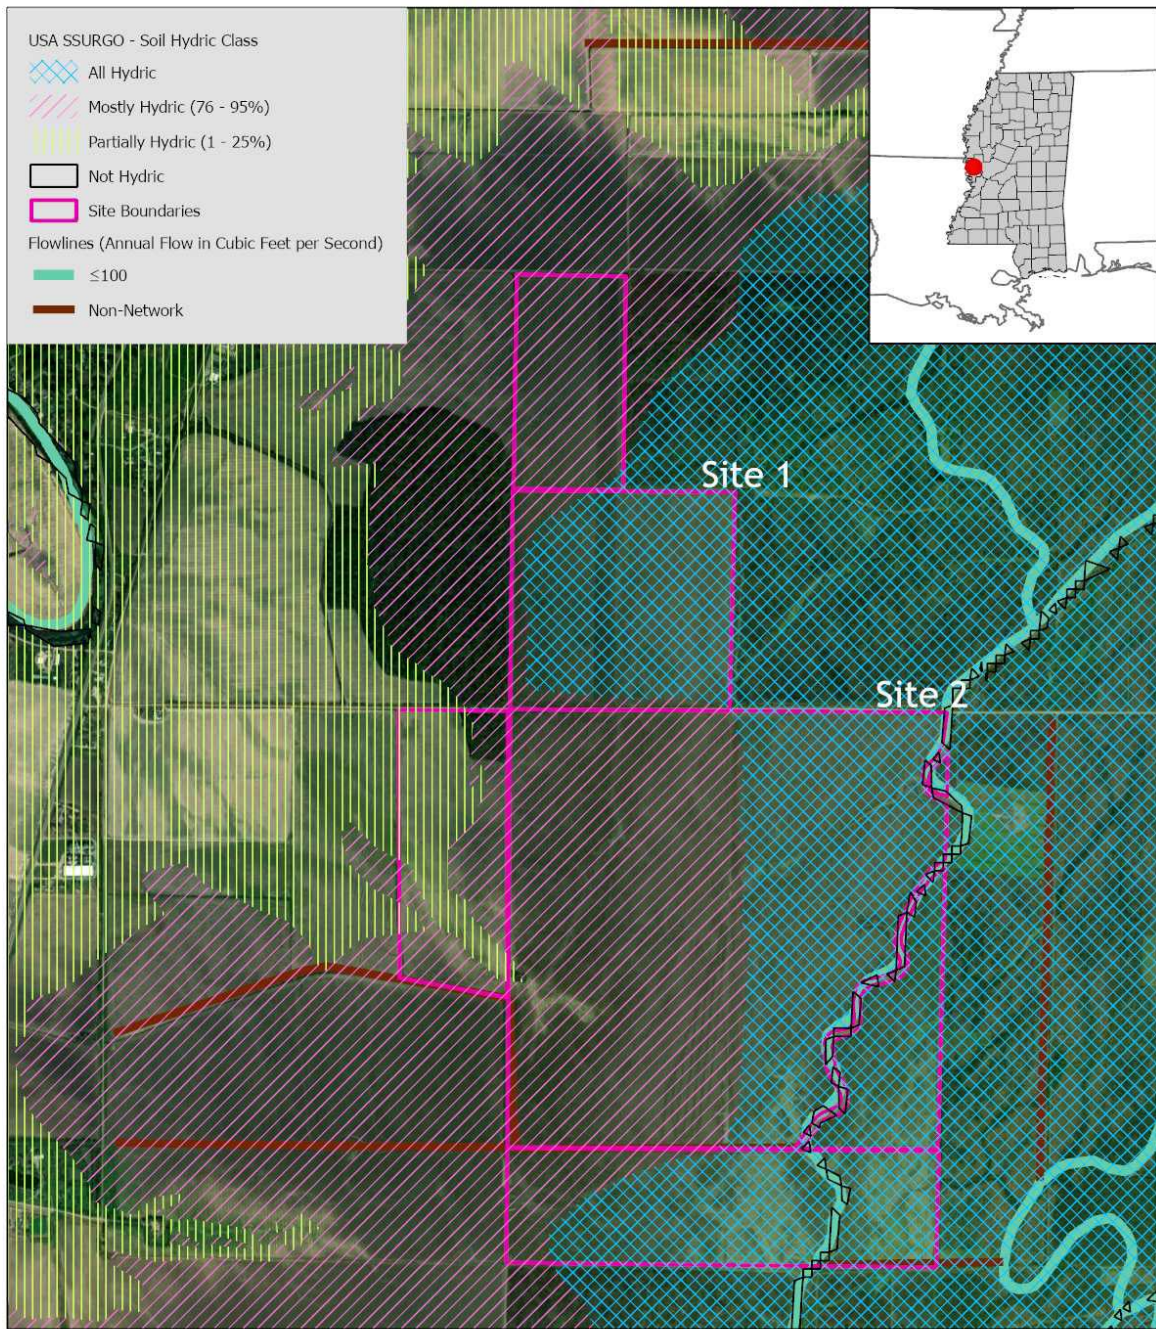 USA SSURGO - Soil Hydric Class
All Hydric
Mostly Hydric (76 - 95%)
Partially Hydric (1 - 25%)
Not Hydric
Site Boundaries
Flowlines (Annual Flow in Cubic Feet per Second)
≤100
Non-Network
Site 1
Site 2